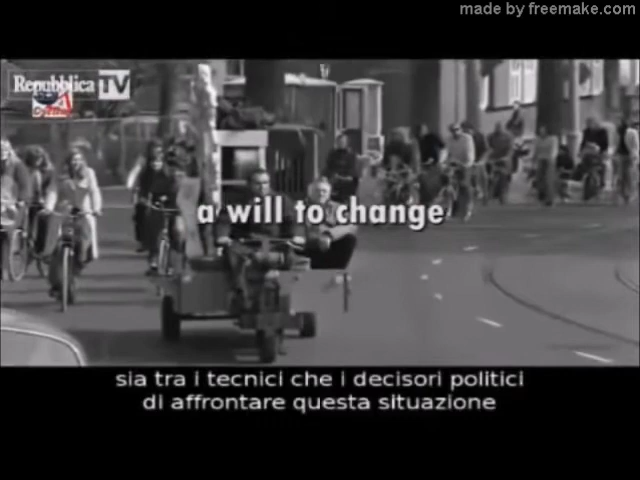 made by freemake.com
Repubblica TV
a will to change
sia tra i tecnici che i decisori politici
di affrontare questa situazione